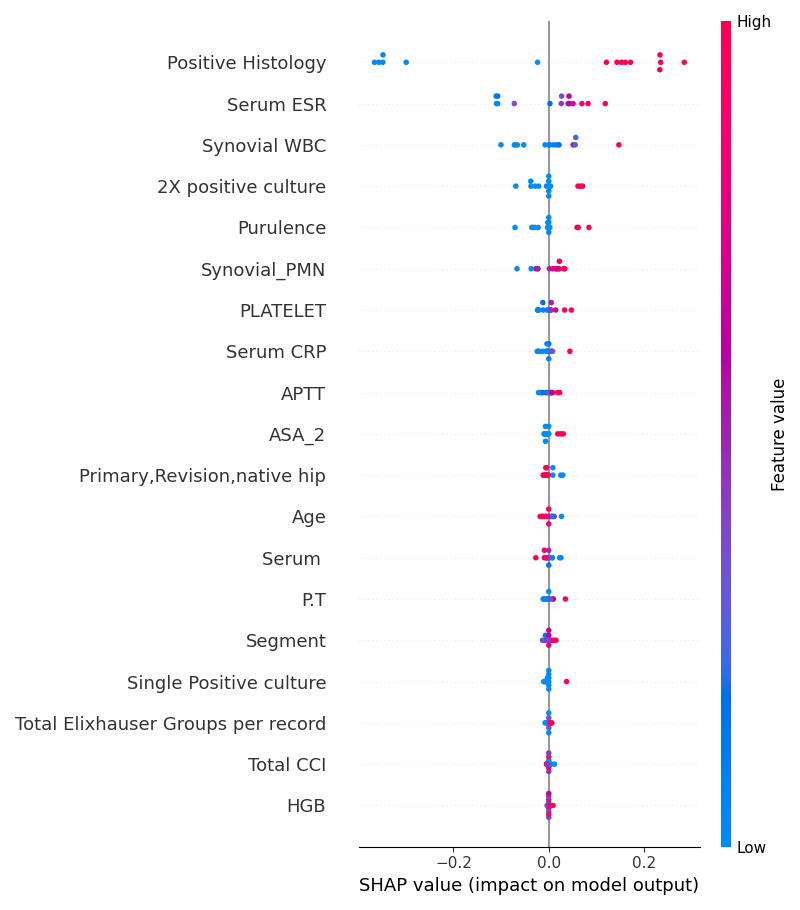 High
Positive Histology
Serum ESR
Synovial WBC
2X positive culture
Purulence
Synovial_PMN
PLATELET
Serum CRP
APTT
ASA_2
Primary,Revision,native hip
Age
Serum
P.T
Segment
Single Positive culture
Total Elixhauser Groups per record
Total CCI
HGB
Feature value
Low
−0.2 0.0 0.2
SHAP value (impact on model output)